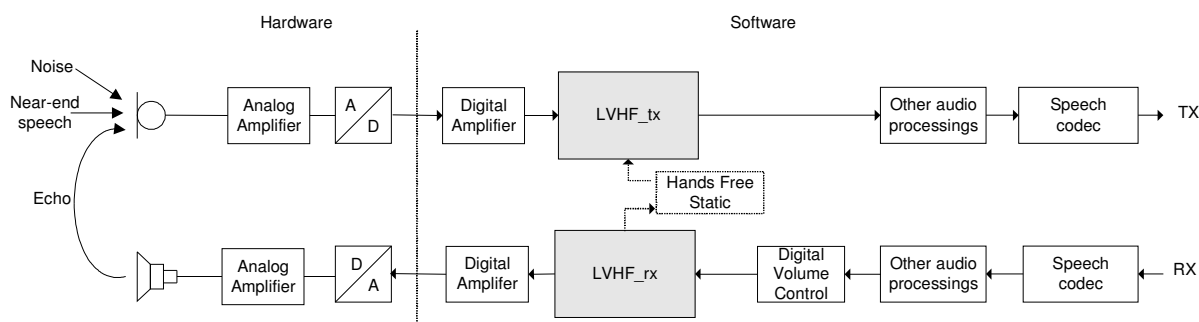 Hardware
Software
Noise
Near-end
speech
Echo
Analog
Amplifier
A
D
Digital
Amplifier
LVHF_tx
Other audio
processings
Speech
codec
TX
Hands Free
Static
Analog
Amplifier
D
A
Digital
Amplifer
LVHF_rx
Digital
Volume
Control
Other audio
processings
Speech
codec
RX